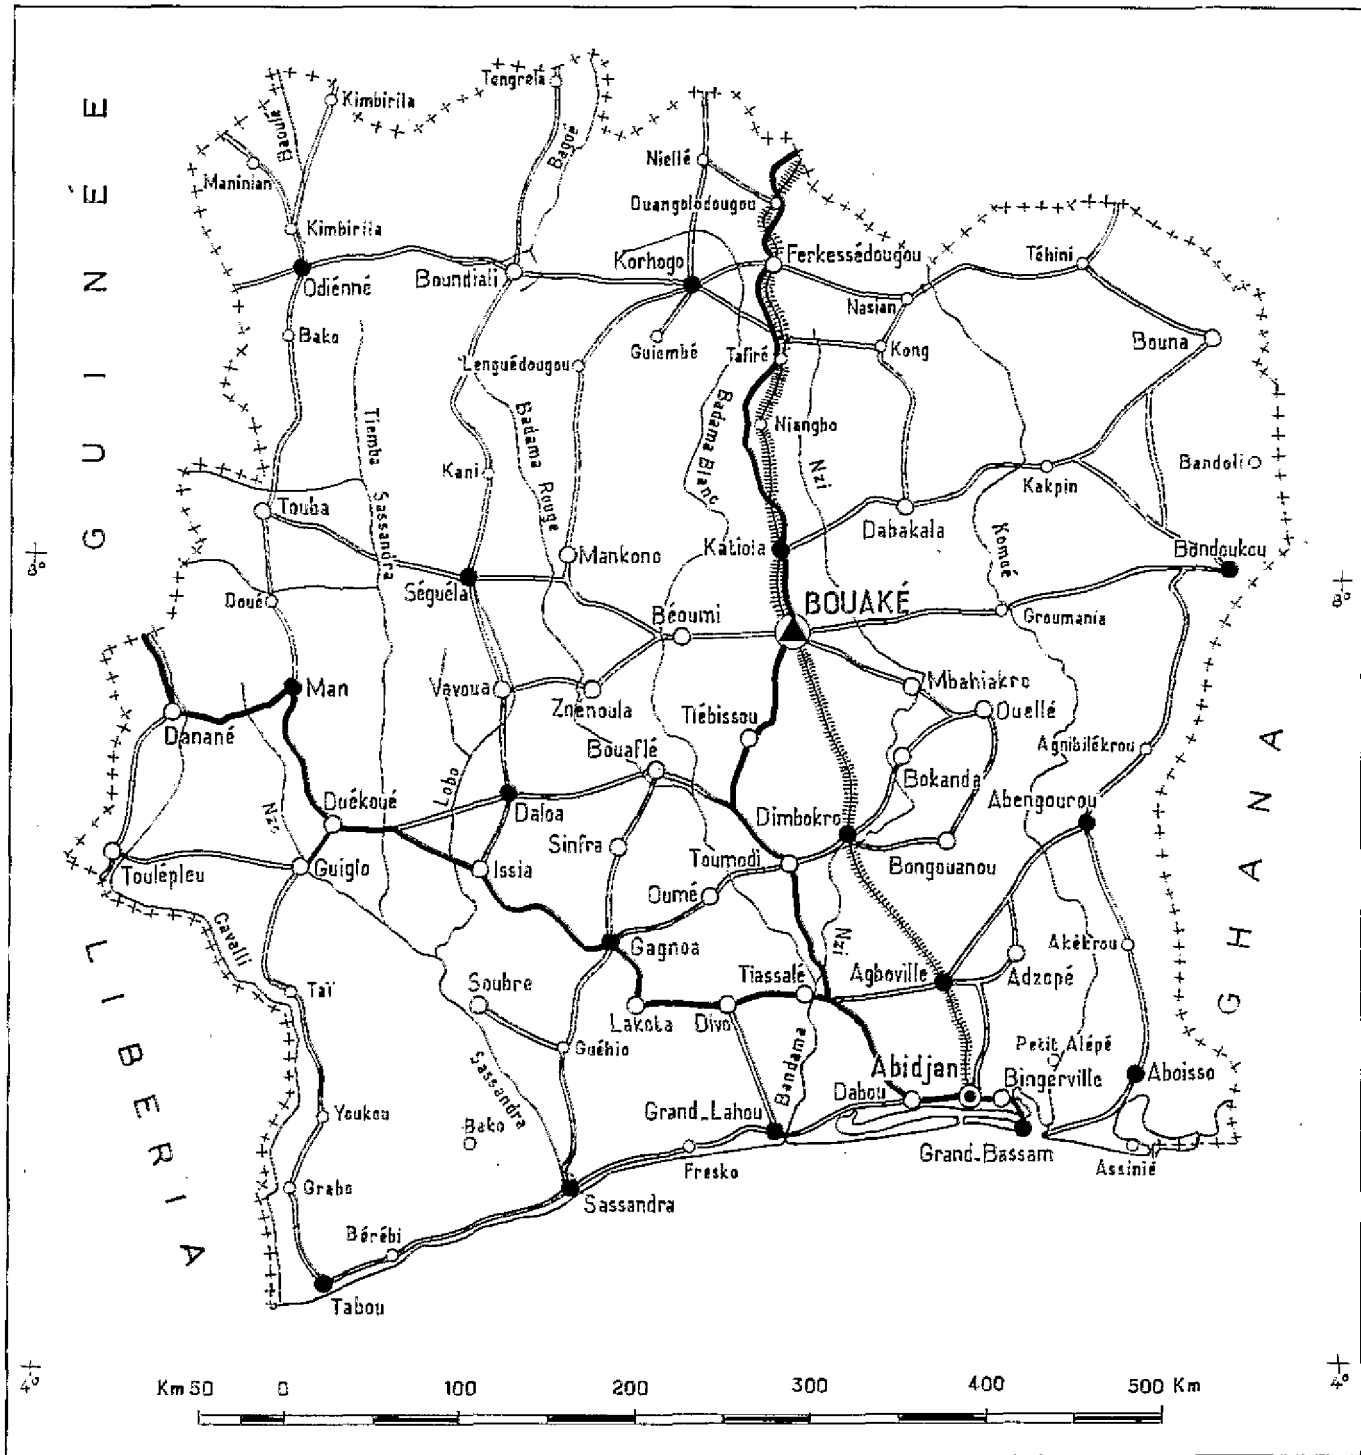 GUINÉE
Kimbirila
Baoulé
Maninian
Kimbirila
Tengrela
Bagoé
Niellé
Ouangolodougou
Odiénné
Boundiali
Korhogo
Ferkessédougou
Téhini
Nasian
Bako
Lenguédougou
Guiembé
Tafiré
Kong
Bouna
Tiemba
Badama Rouge
Badama Blanc
Niangbo
Nzi
Kani
Sassandra
Bandoli
Kakpin
Touba
Dabakala
Komoé
Mankono
Katiola
Bondoukou
8°
8°
Doué
Séguéla
Béoumi
BOUAKÉ
Groumania
Man
Vavoua
Znénoula
Mbahiakro
Danané
Tiébissou
Ouellé
Bouaflé
Agnibilékrou
Lobo
Bokanda
Nzo
Duékoué
Daloa
Dimbokro
Abengourou
GHANA
Toulépleu
Guiglo
Issia
Sinfra
Toumodi
Bongouanou
Oumé
Cavalli
Gagnoa
Nzi
Akékrou
LIBERIA
Taï
Soubre
Tiassalé
Agboville
Adzopé
Lakota
Divo
Guéhio
Bandama
Petit Alépé
Abidjan
Bingerville
Aboisso
Sassandra
Dabou
Youkou
Bako
Grand_Lahou
Fresko
Grand-Bassam
Assinié
Grabo
Sassandra
Bérébi
Tabou
4°
4°
Km 50 0 100 200 300 400 500 Km